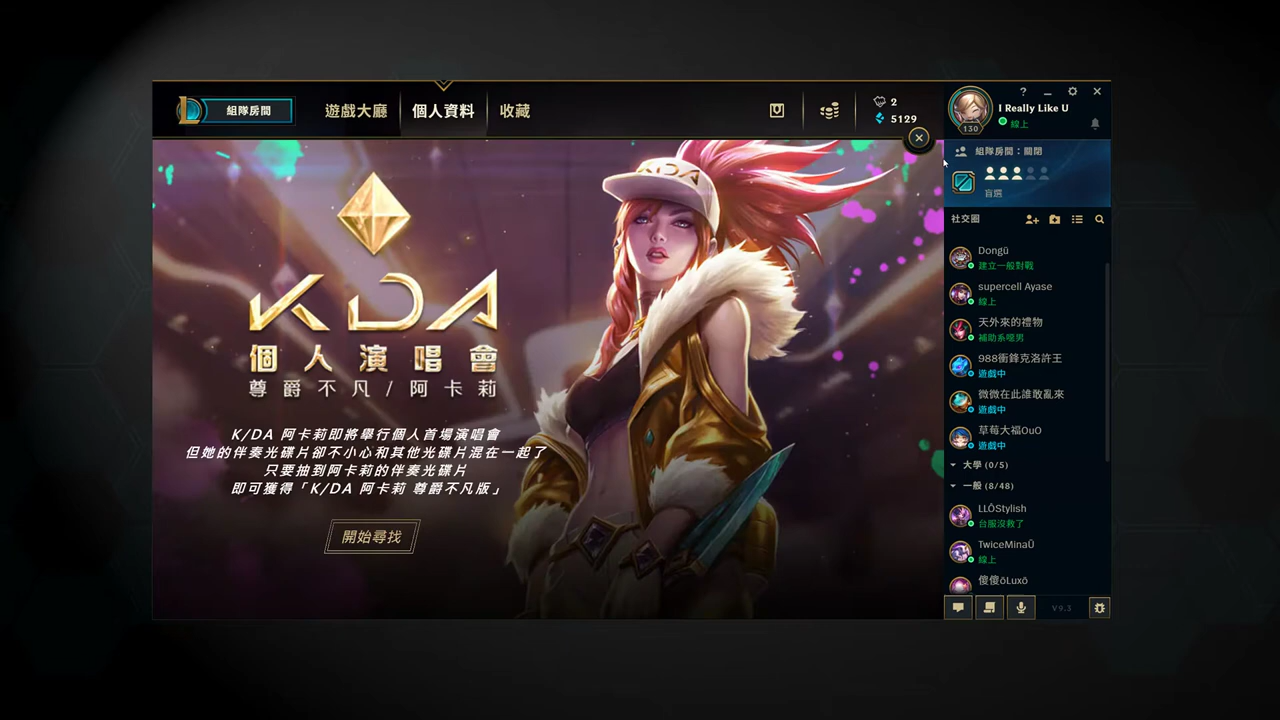 組隊房間
遊戲大廳
個人資料
收藏
2
5129
130
I Really Like U
線上
組隊房間：關閉
盲選
社交圈
Dongü
建立一般對戰
supercell Ayase
線上
天外來的禮物
補助系噁男
988衝鋒克洛許王
遊戲中
微微在此誰敢亂來
遊戲中
草莓大福OuO
遊戲中
大學 (0/5)
一般 (8/48)
LLÔStylish
台服沒救了
TwiceMinaÛ
線上
傻傻õLuxõ
V9.3
KDA
KDA
個人演唱會
尊爵不凡/阿卡莉
K/DA 阿卡莉即將舉行個人首場演唱會
但她的伴奏光碟片卻不小心和其他光碟片混在一起了
只要抽到阿卡莉的伴奏光碟片
即可獲得「K/DA 阿卡莉 尊爵不凡版」
開始尋找